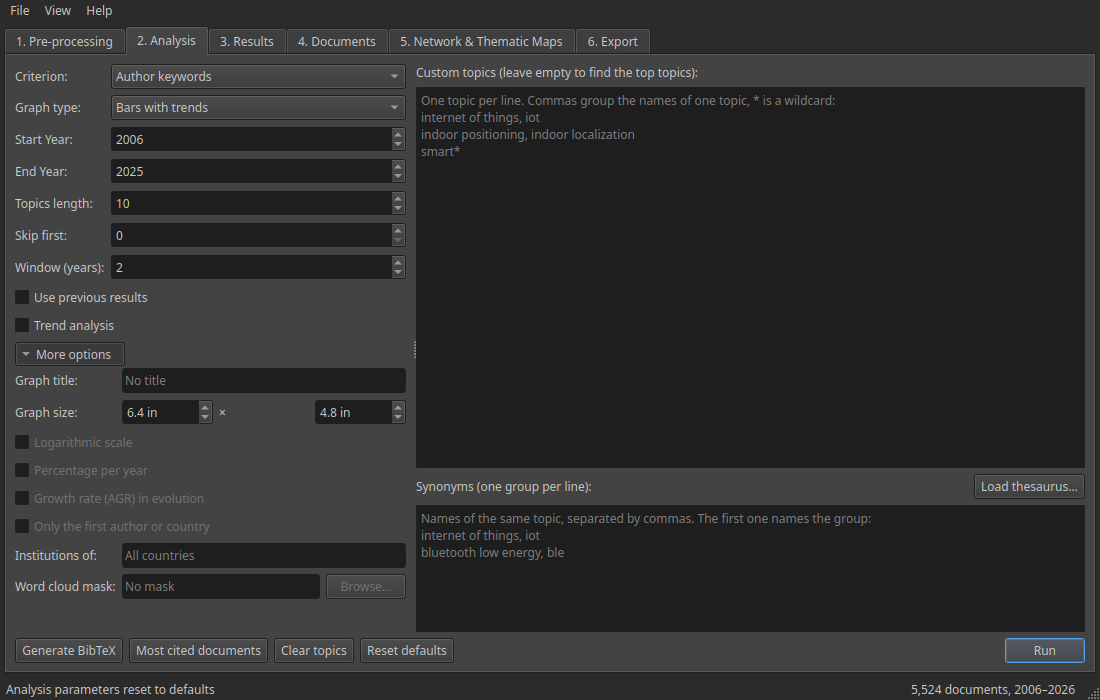 File View Help
1. Pre-processing 2. Analysis 3. Results 4. Documents 5. Network & Thematic Maps 6. Export
Criterion: Author keywords
Graph type: Bars with trends
Start Year: 2006
End Year: 2025
Topics length: 10
Skip first: 0
Window (years): 2
Use previous results
Trend analysis
More options
Graph title: No title
Graph size: 6.4 in × 4.8 in
Logarithmic scale
Percentage per year
Growth rate (AGR) in evolution
Only the first author or country
Institutions of: All countries
Word cloud mask: No mask Browse...
Custom topics (leave empty to find the top topics):
One topic per line. Commas group the names of one topic, * is a wildcard:
internet of things, iot
indoor positioning, indoor localization
smart*
Synonyms (one group per line): Load thesaurus...
Names of the same topic, separated by commas. The first one names the group:
internet of things, iot
bluetooth low energy, ble
Generate BibTeX Most cited documents Clear topics Reset defaults Run
Analysis parameters reset to defaults 5,524 documents, 2006–2026